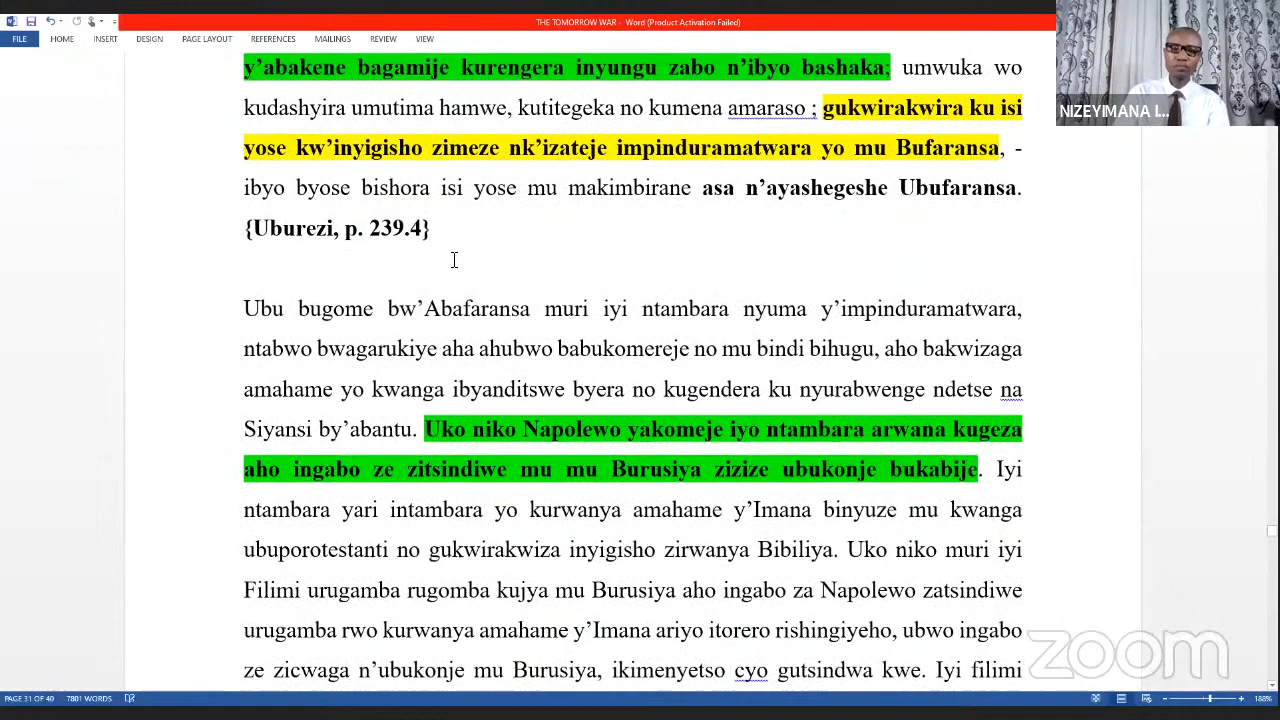 THE TOMORROW WAR - Word (Product Activation Failed)
FILE HOME INSERT DESIGN PAGE LAYOUT REFERENCES MAILINGS REVIEW VIEW
y’abakene bagamije kurengera inyungu zabo n’ibyo bashaka; umwuka wo
kudashyira umutima hamwe, kutitegeka no kumena amaraso ; gukwirakwira ku isi
yose kw’inyigisho zimeze nk’izateje impinduramatwara yo mu Bufaransa, -
ibyo byose bishora isi yose mu makimbirane asa n’ayashegeshe Ubufaransa.
{Uburezi, p. 239.4}
Ubu bugome bw’Abafaransa muri iyi ntambara nyuma y’impinduramatwara,
ntabwo bwagarukiye aha ahubwo babukomereje no mu bindi bihugu, aho bakwizaga
amahame yo kwanga ibyanditswe byera no kugendera ku nyurabwenge ndetse na
Siyansi by’abantu. Uko niko Napolewo yakomeje iyo ntambara arwana kugeza
aho ingabo ze zitsindiwe mu mu Burusiya zizize ubukonje bukabije. Iyi
ntambara yari intambara yo kurwanya amahame y’Imana binyuze mu kwanga
ubuporotestanti no gukwirakwiza inyigisho zirwanya Bibiliya. Uko niko muri iyi
Filimi urugamba rugomba kujya mu Burusiya aho ingabo za Napolewo zatsindiwe
urugamba rwo kurwanya amahame y’Imana ariyo itorero rishingiyeho, ubwo ingabo
ze zicwaga n’ubukonje mu Burusiya, ikimenyetso cyo gutsindwa kwe. Iyi filimi
NIZEYIMANA I...
zoom
PAGE 31 OF 40 7801 WORDS 188%